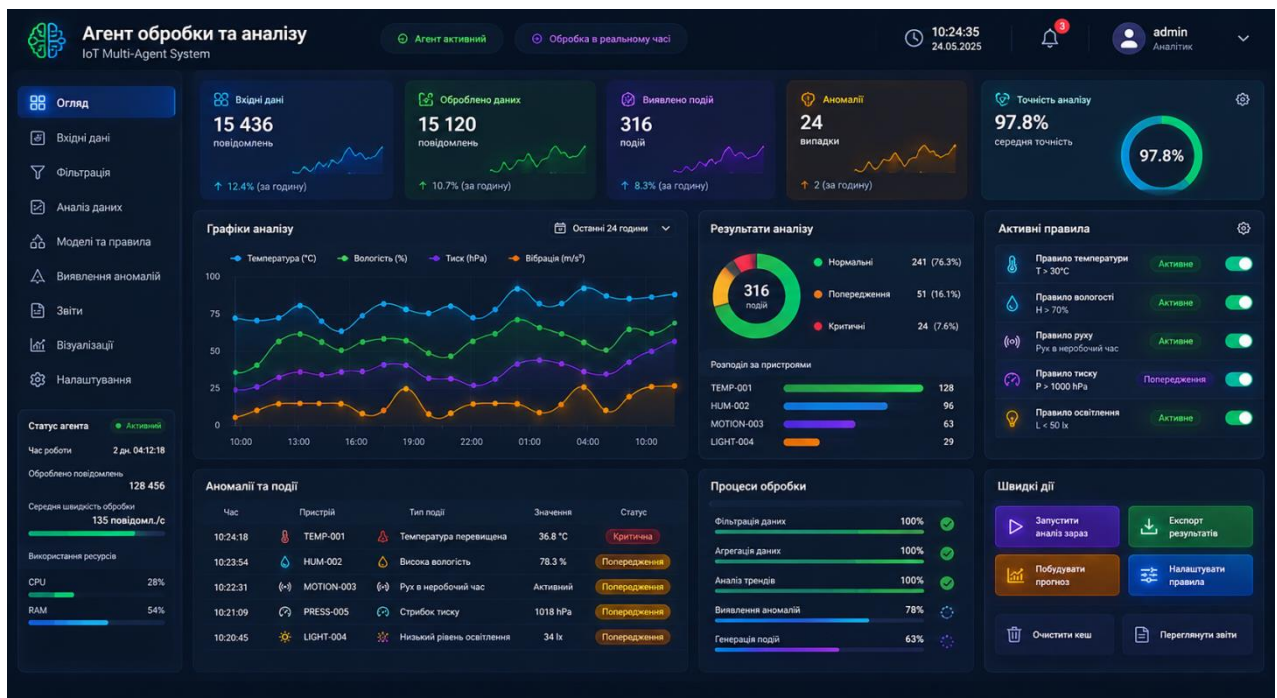 Агент обробки та аналізу
IoT Multi-Agent System
Агент активний
Обробка в реальному часі
10:24:35
24.05.2025
3
admin
Аналітик
Огляд
Вхідні дані
Фільтрація
Аналіз даних
Моделі та правила
Виявлення аномалій
Звіти
Візуалізації
Налаштування
Статус агента
Активний
Час роботи 2 дн. 04:12:18
Оброблено повідомлень
128 456
Середня швидкість обробки
135 повідомл./с
Використання ресурсів
CPU 28%
RAM 54%
Вхідні дані
15 436
повідомлень
↑ 12.4% (за годину)
Оброблено даних
15 120
повідомлень
↑ 10.7% (за годину)
Виявлено подій
316
подій
↑ 8.3% (за годину)
Аномалії
24
випадки
↑ 2 (за годину)
Точність аналізу
97.8%
середня точність
97.8%
Графіки аналізу
Останні 24 години
Температура (°C) Вологість (%) Тиск (hPa) Вібрація (m/s²)
100
75
50
25
0
10:00 13:00 16:00 19:00 22:00 01:00 04:00 10:00
Результати аналізу
316
подій
Нормальні 241 (76.3%)
Попередження 51 (16.1%)
Критичні 24 (7.6%)
Розподіл за пристроями
TEMP-001 128
HUM-002 96
MOTION-003 63
LIGHT-004 29
Активні правила
Правило температури
T > 30°C
Активне
Правило вологості
H > 70%
Активне
Правило руху
Рух в неробочий час
Активне
Правило тиску
P > 1000 hPa
Попередження
Правило освітлення
L < 50 lx
Активне
Аномалії та події
Час Пристрій Тип події Значення Статус
10:24:18 TEMP-001 Температура перевищена 36.8 °C Критична
10:23:54 HUM-002 Висока вологість 78.3 % Попередження
10:22:31 MOTION-003 Рух в неробочий час Активний Попередження
10:21:09 PRESS-005 Стрибок тиску 1018 hPa Попередження
10:20:45 LIGHT-004 Низький рівень освітлення 34 lx Попередження
Процеси обробки
Фільтрація даних 100%
Агрегація даних 100%
Аналіз трендів 100%
Виявлення аномалій 78%
Генерація подій 63%
Швидкі дії
Запустити
аналіз зараз
Експорт
результатів
Побудувати
прогноз
Налаштувати
правила
Очистити кеш
Переглянути звіти